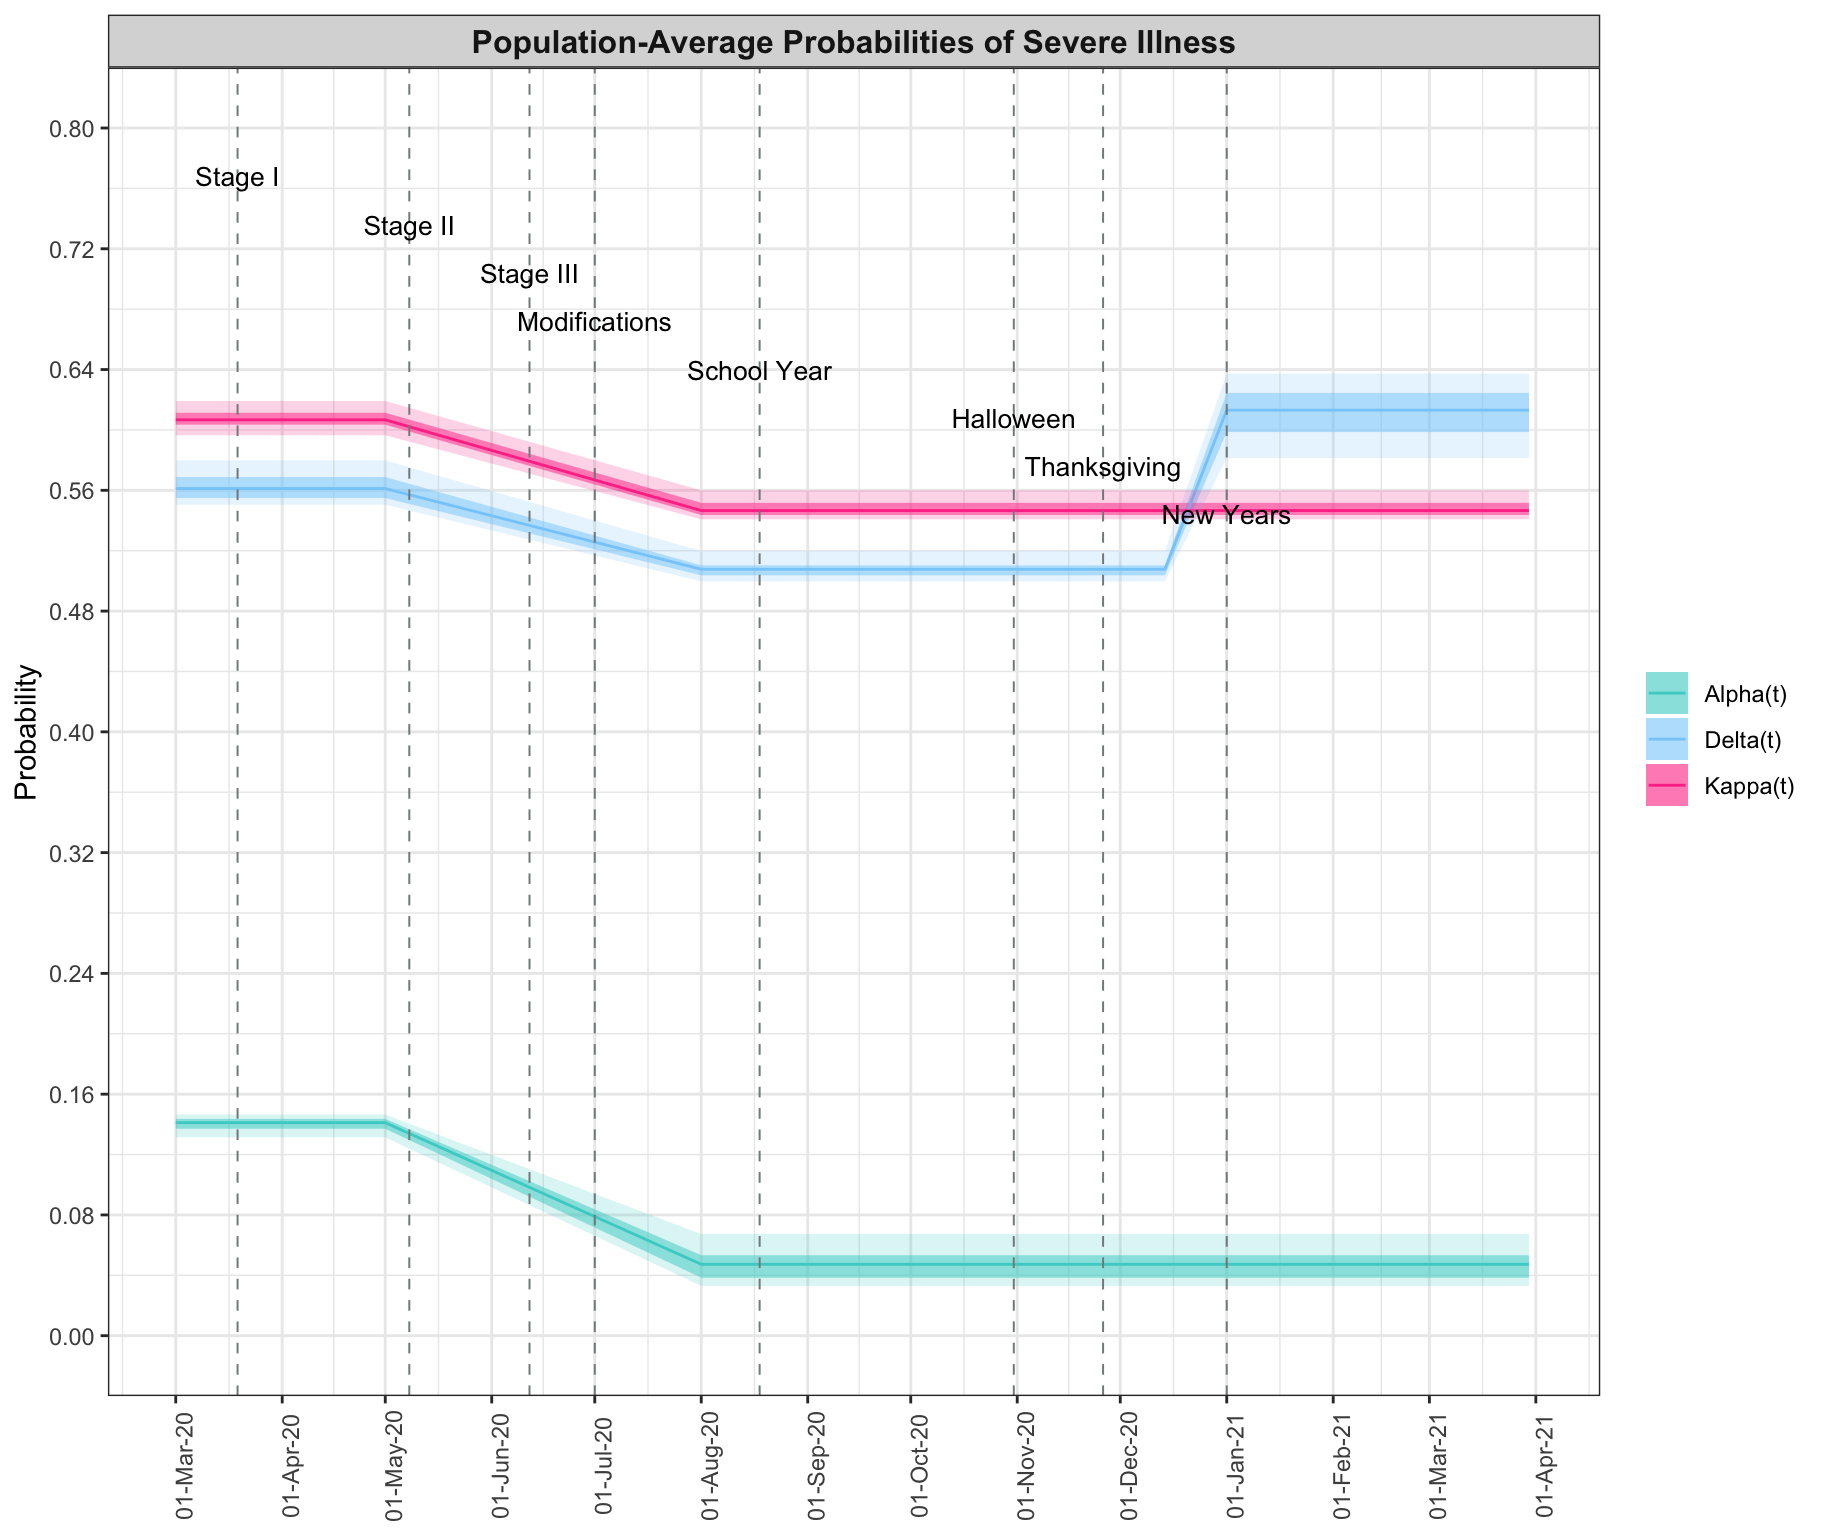 Population-Average Probabilities of Severe Illness
0.80
0.72
0.64
0.56
0.48
0.40
0.32
0.24
0.16
0.08
0.00
Probability
Stage I
Stage II
Stage III
Modifications
School Year
Halloween
Thanksgiving
New Years
Alpha(t)
Delta(t)
Kappa(t)
01-Mar-20
01-Apr-20
01-May-20
01-Jun-20
01-Jul-20
01-Aug-20
01-Sep-20
01-Oct-20
01-Nov-20
01-Dec-20
01-Jan-21
01-Feb-21
01-Mar-21
01-Apr-21